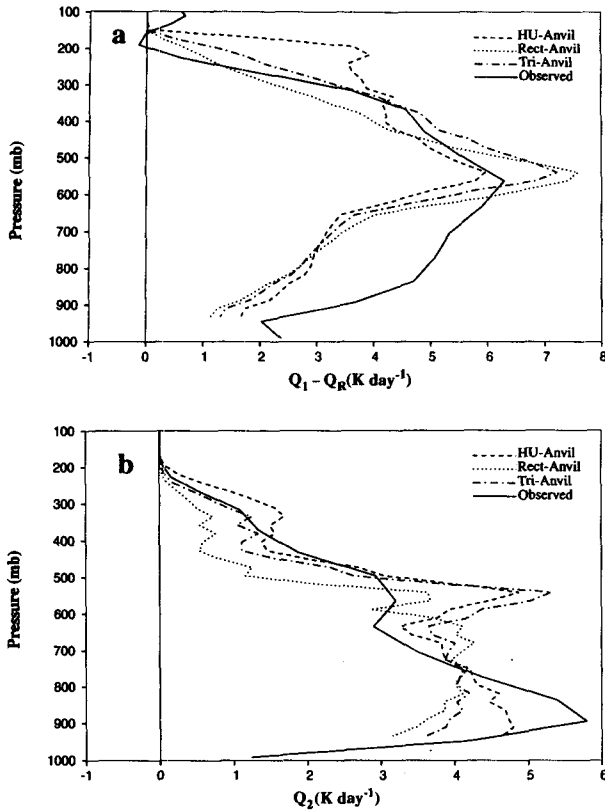 a
HU-Anvil
Rect-Anvil
Tri-Anvil
Observed
Pressure (mb)
100
200
300
400
500
600
700
800
900
1000
-1
0
1
2
3
4
5
6
7
8
Q₁ – Q_R (K day⁻¹)
b
HU-Anvil
Rect-Anvil
Tri-Anvil
Observed
Pressure (mb)
100
200
300
400
500
600
700
800
900
1000
-1
0
1
2
3
4
5
6
Q₂ (K day⁻¹)